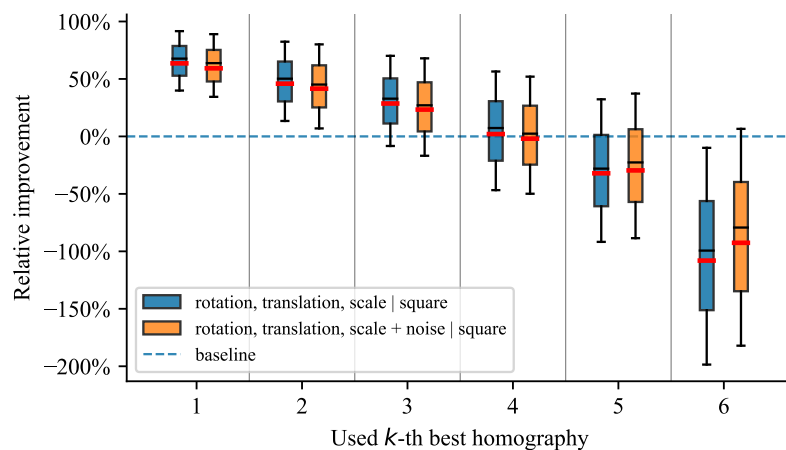 100%
50%
0%
−50%
−100%
−150%
−200%
Relative improvement
rotation, translation, scale | square
rotation, translation, scale + noise | square
baseline
1 2 3 4 5 6
Used k-th best homography